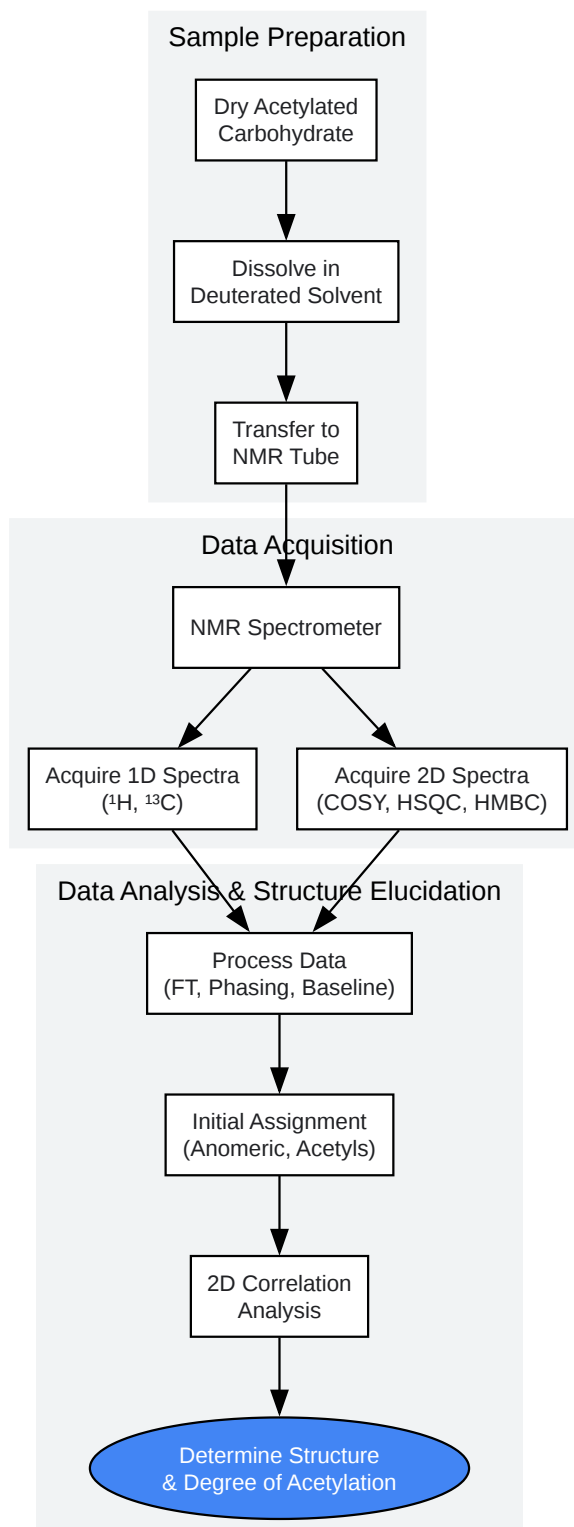 Sample Preparation
Dry Acetylated
Carbohydrate
Dissolve in
Deuterated Solvent
Transfer to
NMR Tube
Data Acquisition
NMR Spectrometer
Acquire 1D Spectra
(¹H, ¹³C)
Acquire 2D Spectra
(COSY, HSQC, HMBC)
Data Analysis & Structure Elucidation
Process Data
(FT, Phasing, Baseline)
Initial Assignment
(Anomeric, Acetyls)
2D Correlation
Analysis
Determine Structure
& Degree of Acetylation